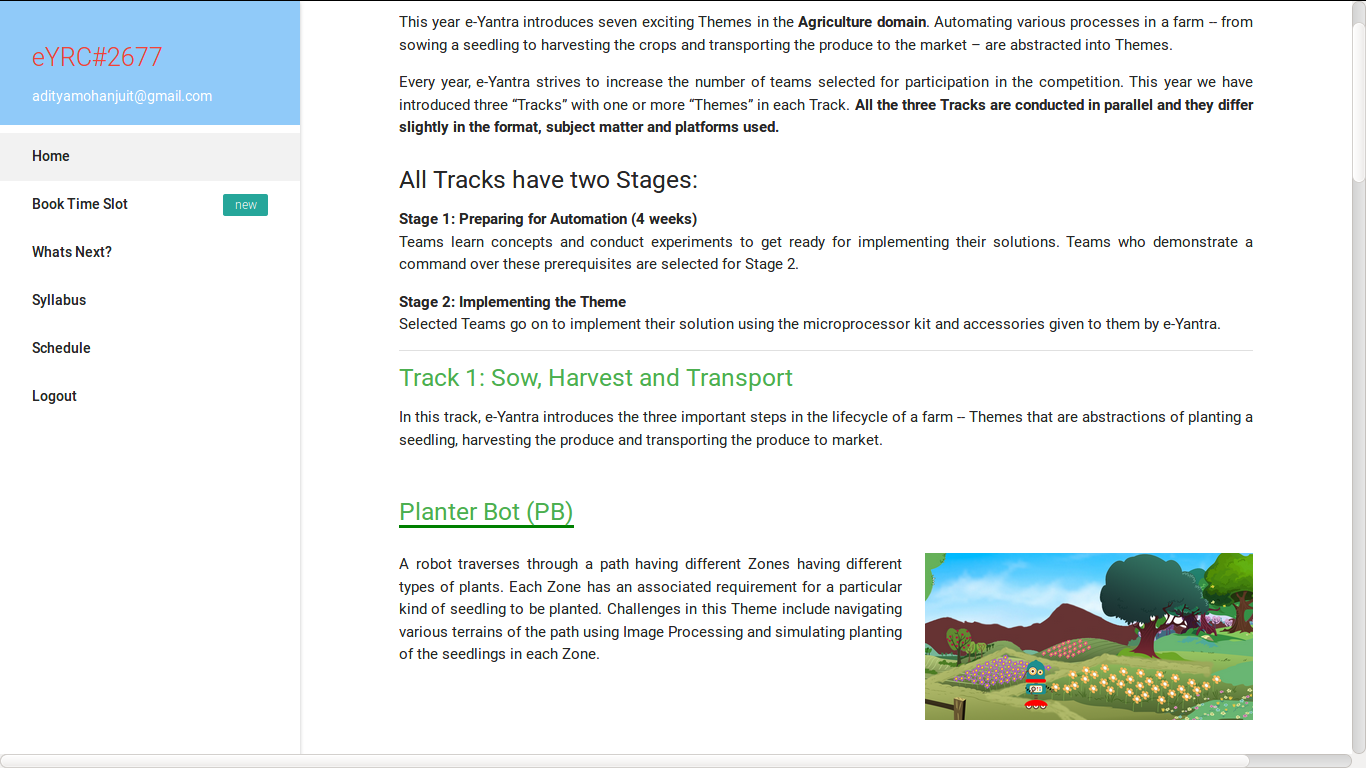 eYRC#2677
adityamohanjuit@gmail.com
Home
Book Time Slot
new
Whats Next?
Syllabus
Schedule
Logout
This year e-Yantra introduces seven exciting Themes in the Agriculture domain. Automating various processes in a farm -- from
sowing a seedling to harvesting the crops and transporting the produce to the market – are abstracted into Themes.
Every year, e-Yantra strives to increase the number of teams selected for participation in the competition. This year we have
introduced three “Tracks” with one or more “Themes” in each Track. All the three Tracks are conducted in parallel and they differ
slightly in the format, subject matter and platforms used.
All Tracks have two Stages:
Stage 1: Preparing for Automation (4 weeks)
Teams learn concepts and conduct experiments to get ready for implementing their solutions. Teams who demonstrate a
command over these prerequisites are selected for Stage 2.
Stage 2: Implementing the Theme
Selected Teams go on to implement their solution using the microprocessor kit and accessories given to them by e-Yantra.
Track 1: Sow, Harvest and Transport
In this track, e-Yantra introduces the three important steps in the lifecycle of a farm -- Themes that are abstractions of planting a
seedling, harvesting the produce and transporting the produce to market.
Planter Bot (PB)
A robot traverses through a path having different Zones having different
types of plants. Each Zone has an associated requirement for a particular
kind of seedling to be planted. Challenges in this Theme include navigating
various terrains of the path using Image Processing and simulating planting
of the seedlings in each Zone.